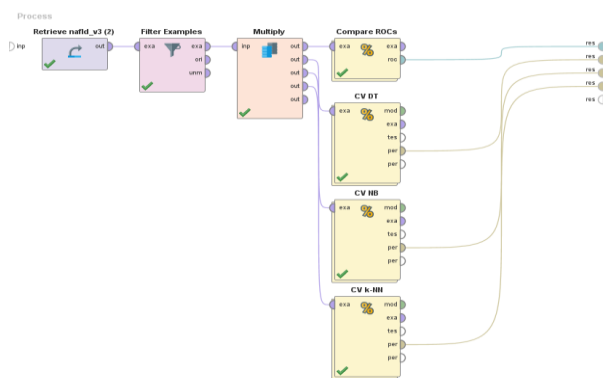 Process
Retrieve nafld_v3 (2)
Filter Examples
Multiply
Compare ROCs
inp
out
exa
exa
ori
unm
inp
out
out
out
out
out
exa
exa
roc
res
res
res
res
res
CV DT
exa
mod
exa
tes
per
per
CV NB
exa
mod
exa
tes
per
per
CV k-NN
exa
mod
exa
tes
per
per